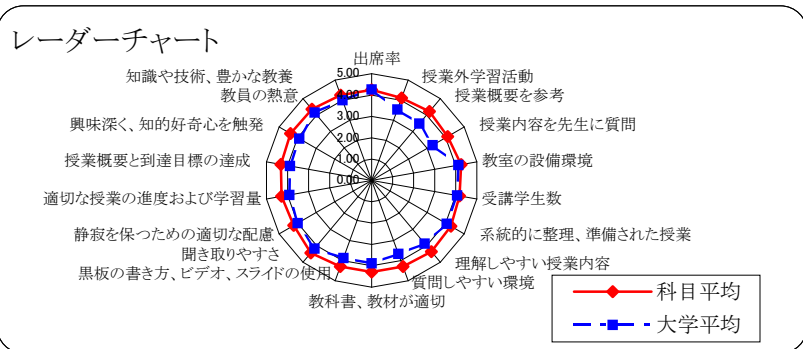 レーダーチャート
出席率
授業外学習活動
授業概要を参考
授業内容を先生に質問
教室の設備環境
受講学生数
系統的に整理、準備された授業
理解しやすい授業内容
質問しやすい環境
教科書、教材が適切
黒板の書き方、ビデオ、スライドの使用
聞き取りやすさ
静寂を保つための適切な配慮
適切な授業の進度および学習量
授業概要と到達目標の達成
興味深く、知的好奇心を触発
教員の熱意
知識や技術、豊かな教養
5.00
4.00
3.00
2.00
1.00
0.00
科目平均
大学平均